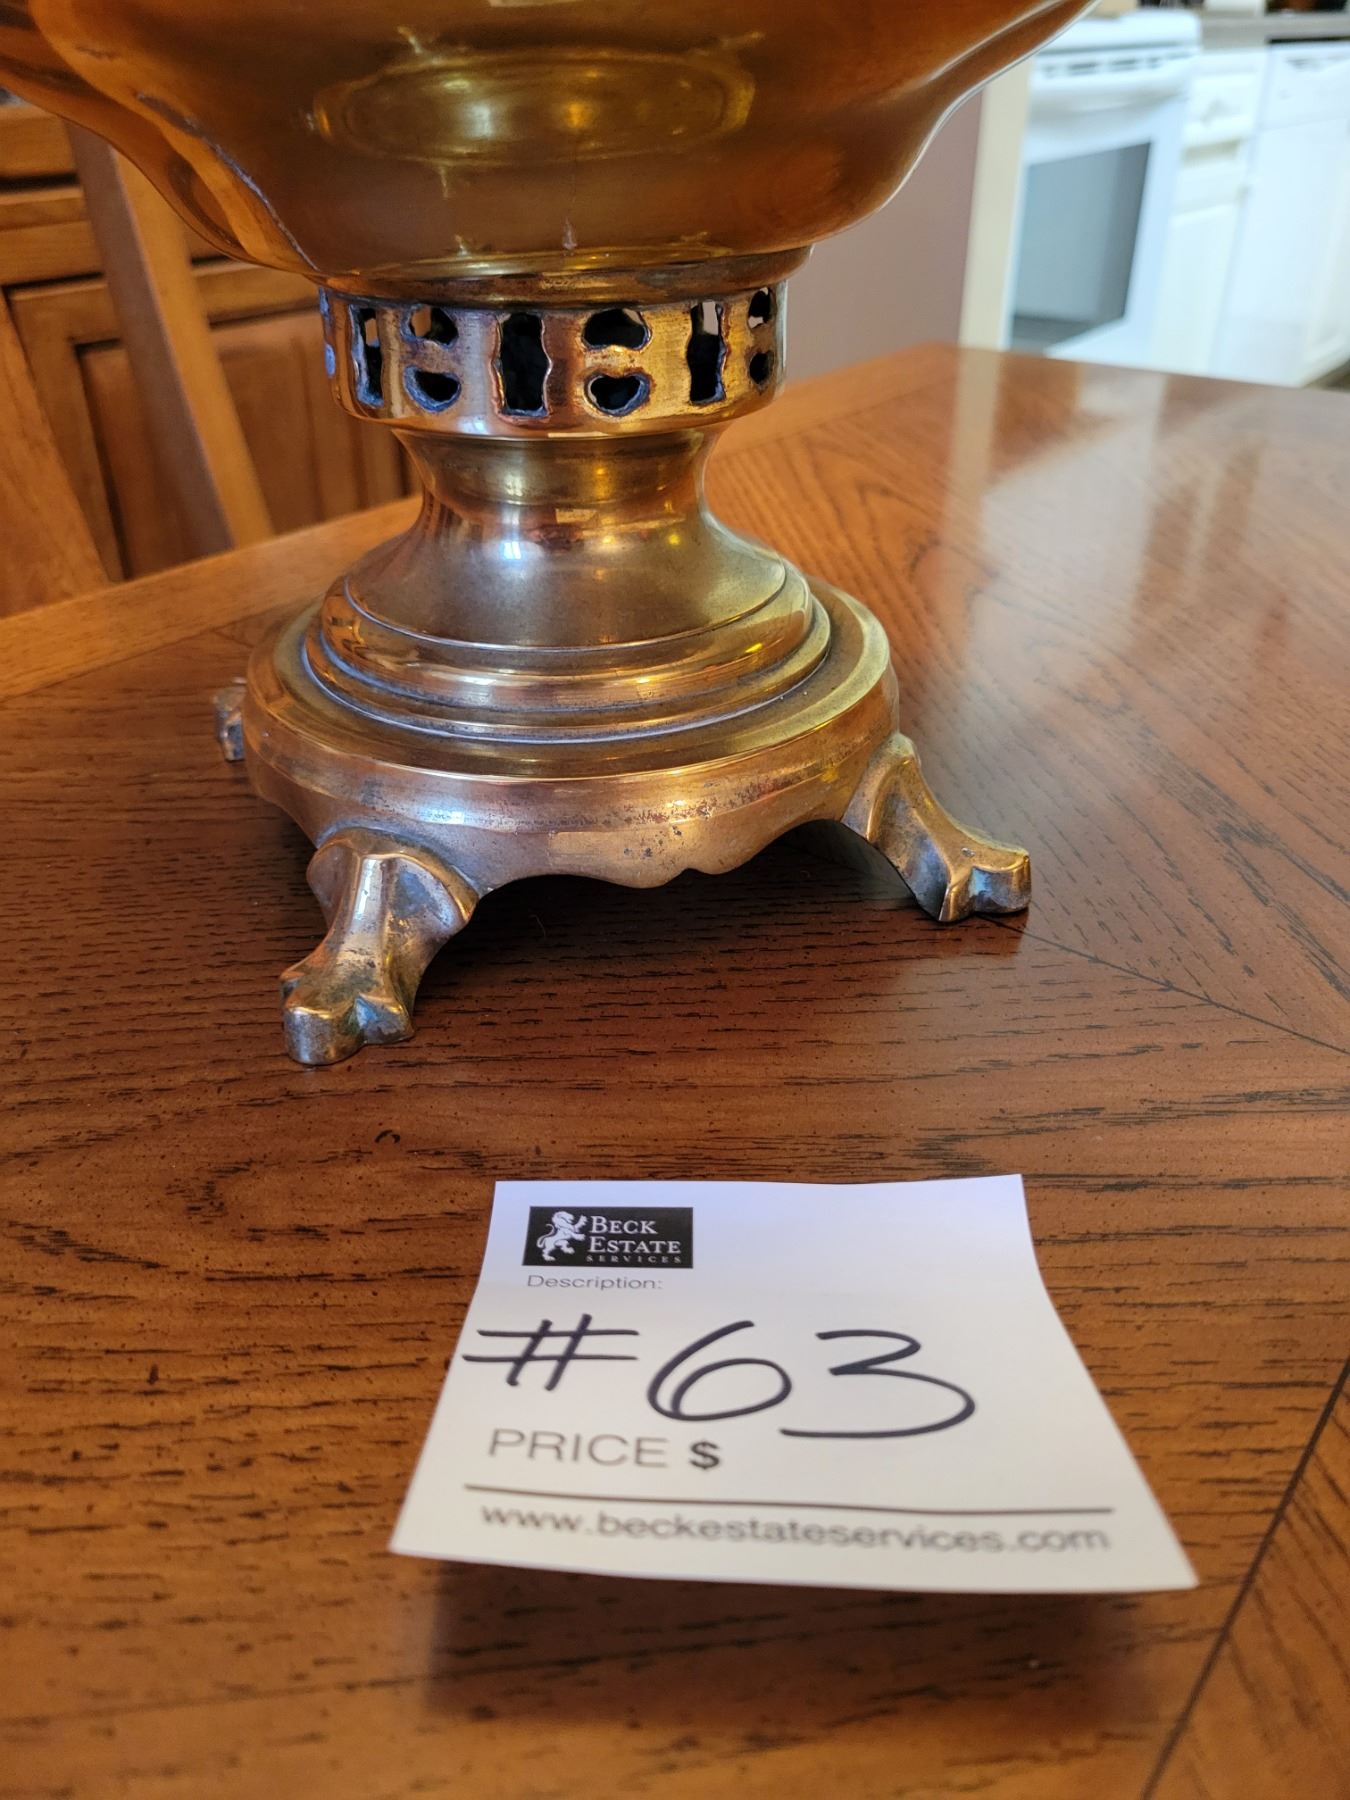 BECK
ESTATE
SERVICES
Description:
#63
PRICE $
www.beckestateservices.com